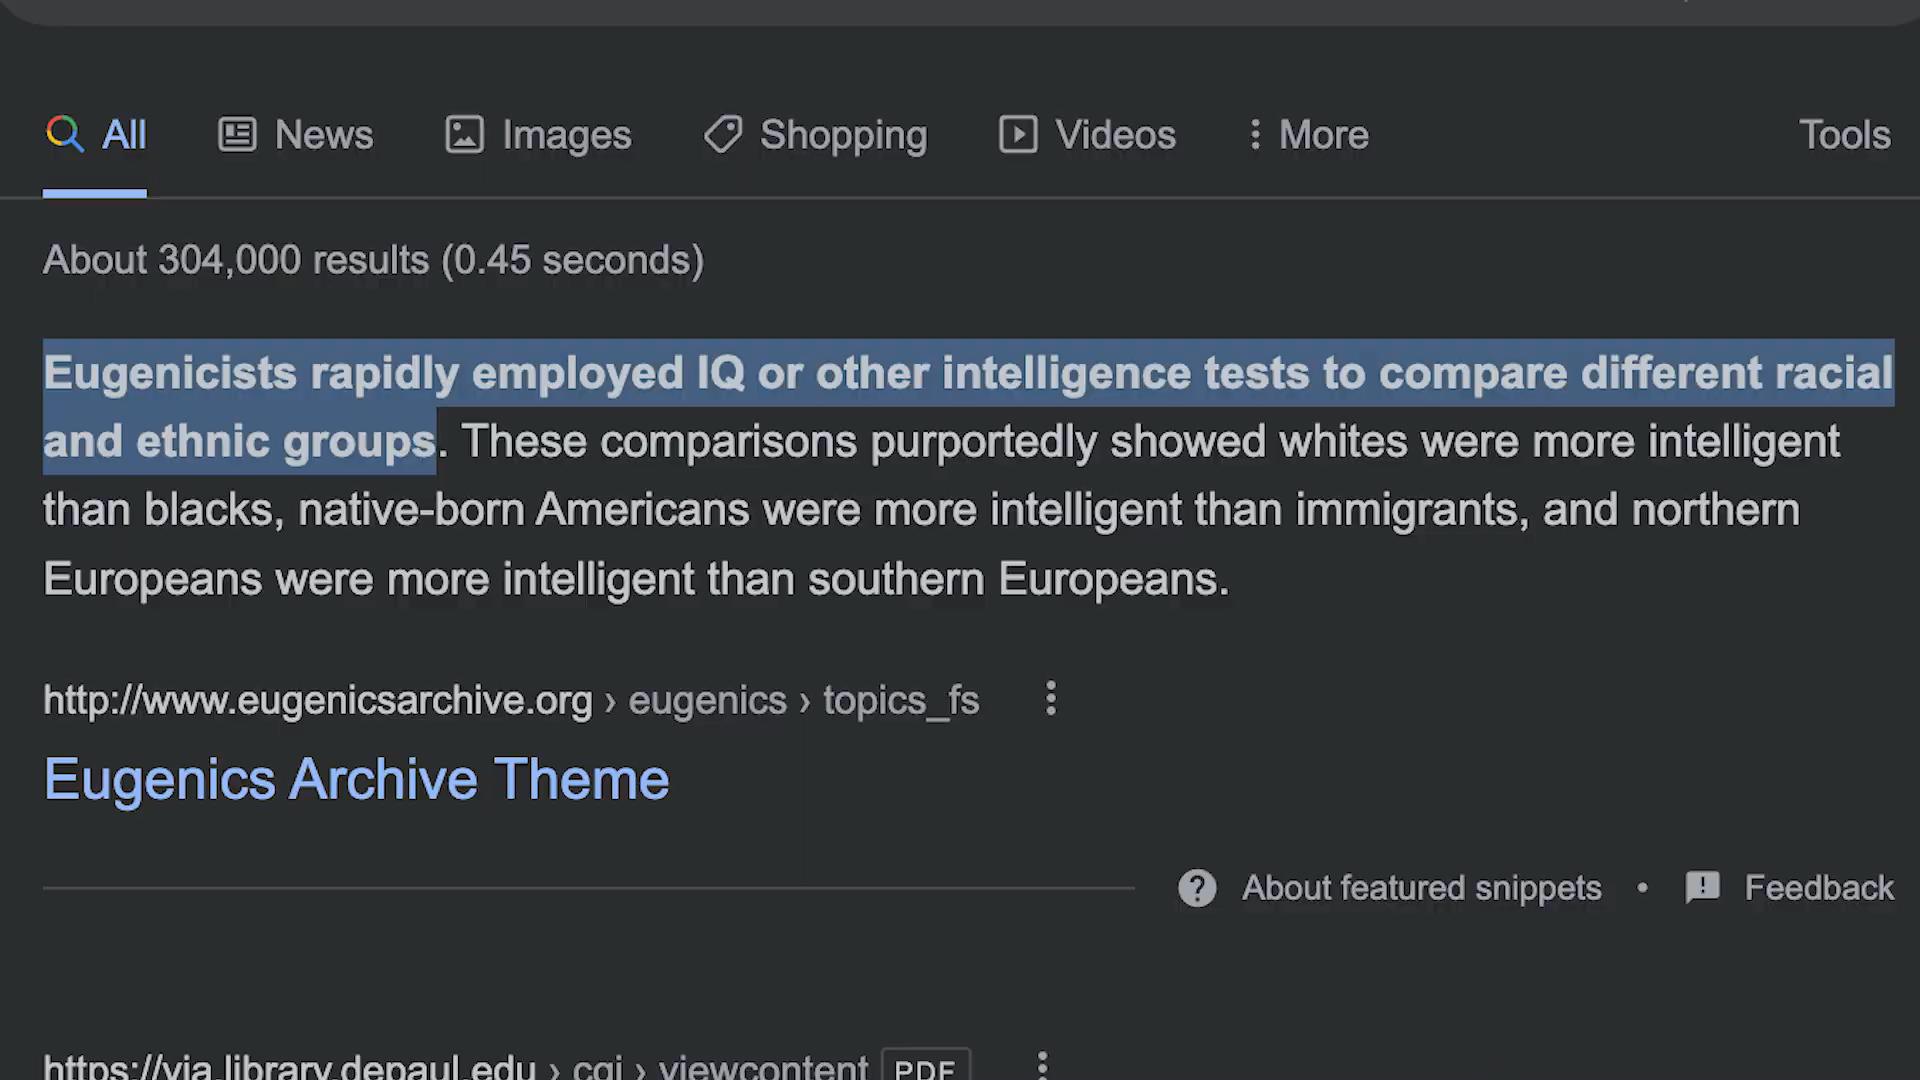 All News Images Shopping Videos More Tools
About 304,000 results (0.45 seconds)
Eugenicists rapidly employed IQ or other intelligence tests to compare different racial
and ethnic groups. These comparisons purportedly showed whites were more intelligent
than blacks, native-born Americans were more intelligent than immigrants, and northern
Europeans were more intelligent than southern Europeans.
http://www.eugenicsarchive.org › eugenics › topics_fs
Eugenics Archive Theme
About featured snippets • Feedback
https://via.library.depaul.edu › cgi › viewcontent PDF